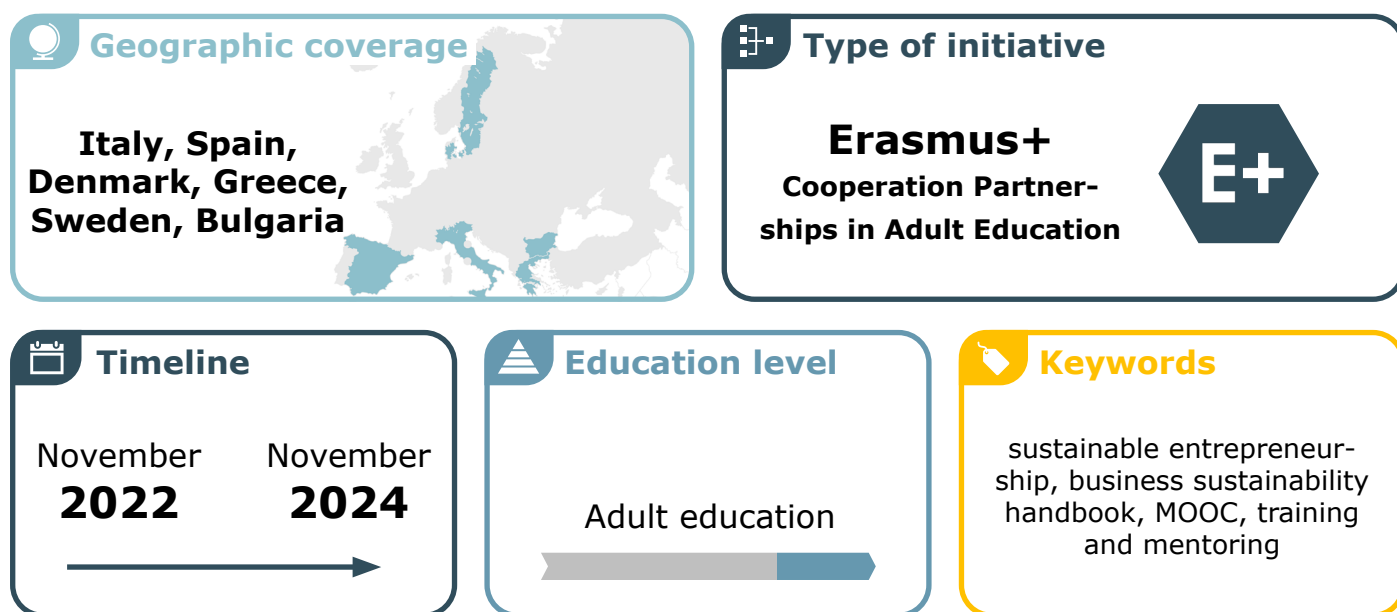 Geographic coverage
Italy, Spain,
Denmark, Greece,
Sweden, Bulgaria
Type of initiative
Erasmus+
Cooperation Partner-
ships in Adult Education
E+
Timeline
November
2022
November
2024
Education level
Adult education
Keywords
sustainable entrepreneur-
ship, business sustainability
handbook, MOOC, training
and mentoring